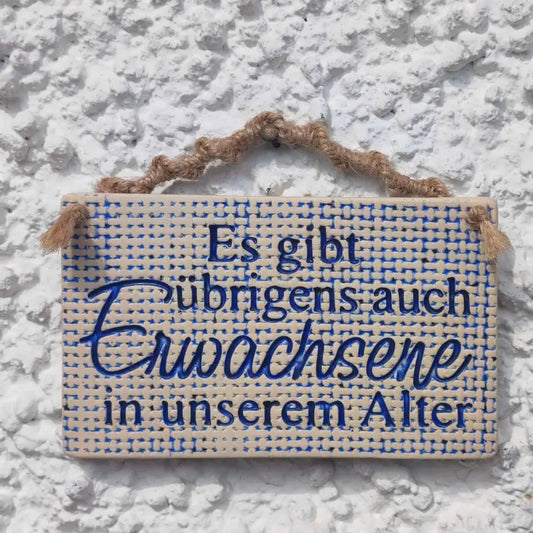 Es gibt
übrigens auch
Erwachsene
in unserem Alter